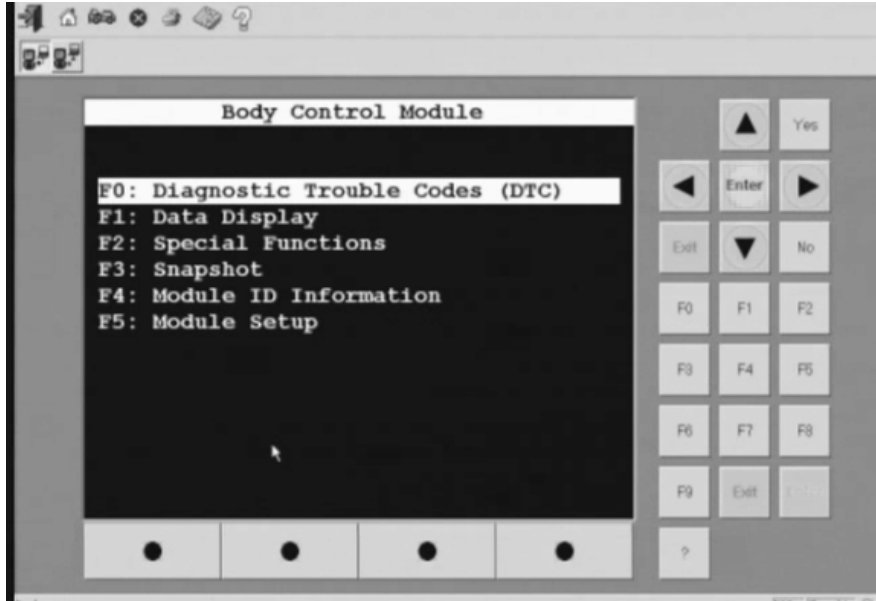 Body Control Module
F0: Diagnostic Trouble Codes (DTC)
F1: Data Display
F2: Special Functions
F3: Snapshot
F4: Module ID Information
F5: Module Setup
Yes
Enter
Exit
No
F0
F1
F2
F3
F4
F5
F6
F7
F8
F9
Exit
?